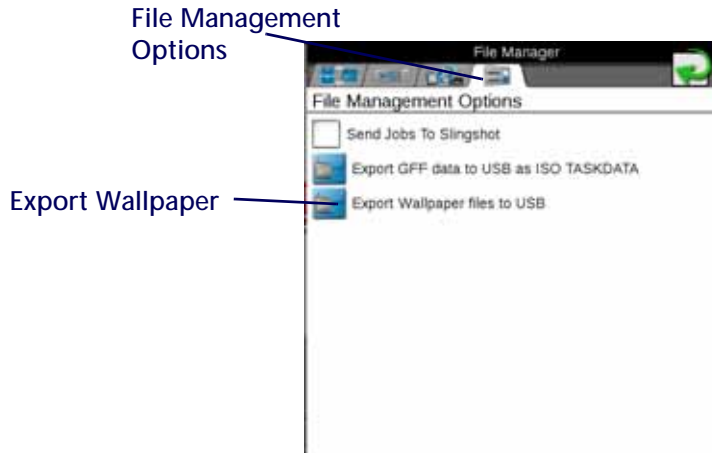 File Management
Options
File Manager
File Management Options
Send Jobs To Slingshot
Export GFF data to USB as ISO TASKDATA
Export Wallpaper
Export Wallpaper files to USB